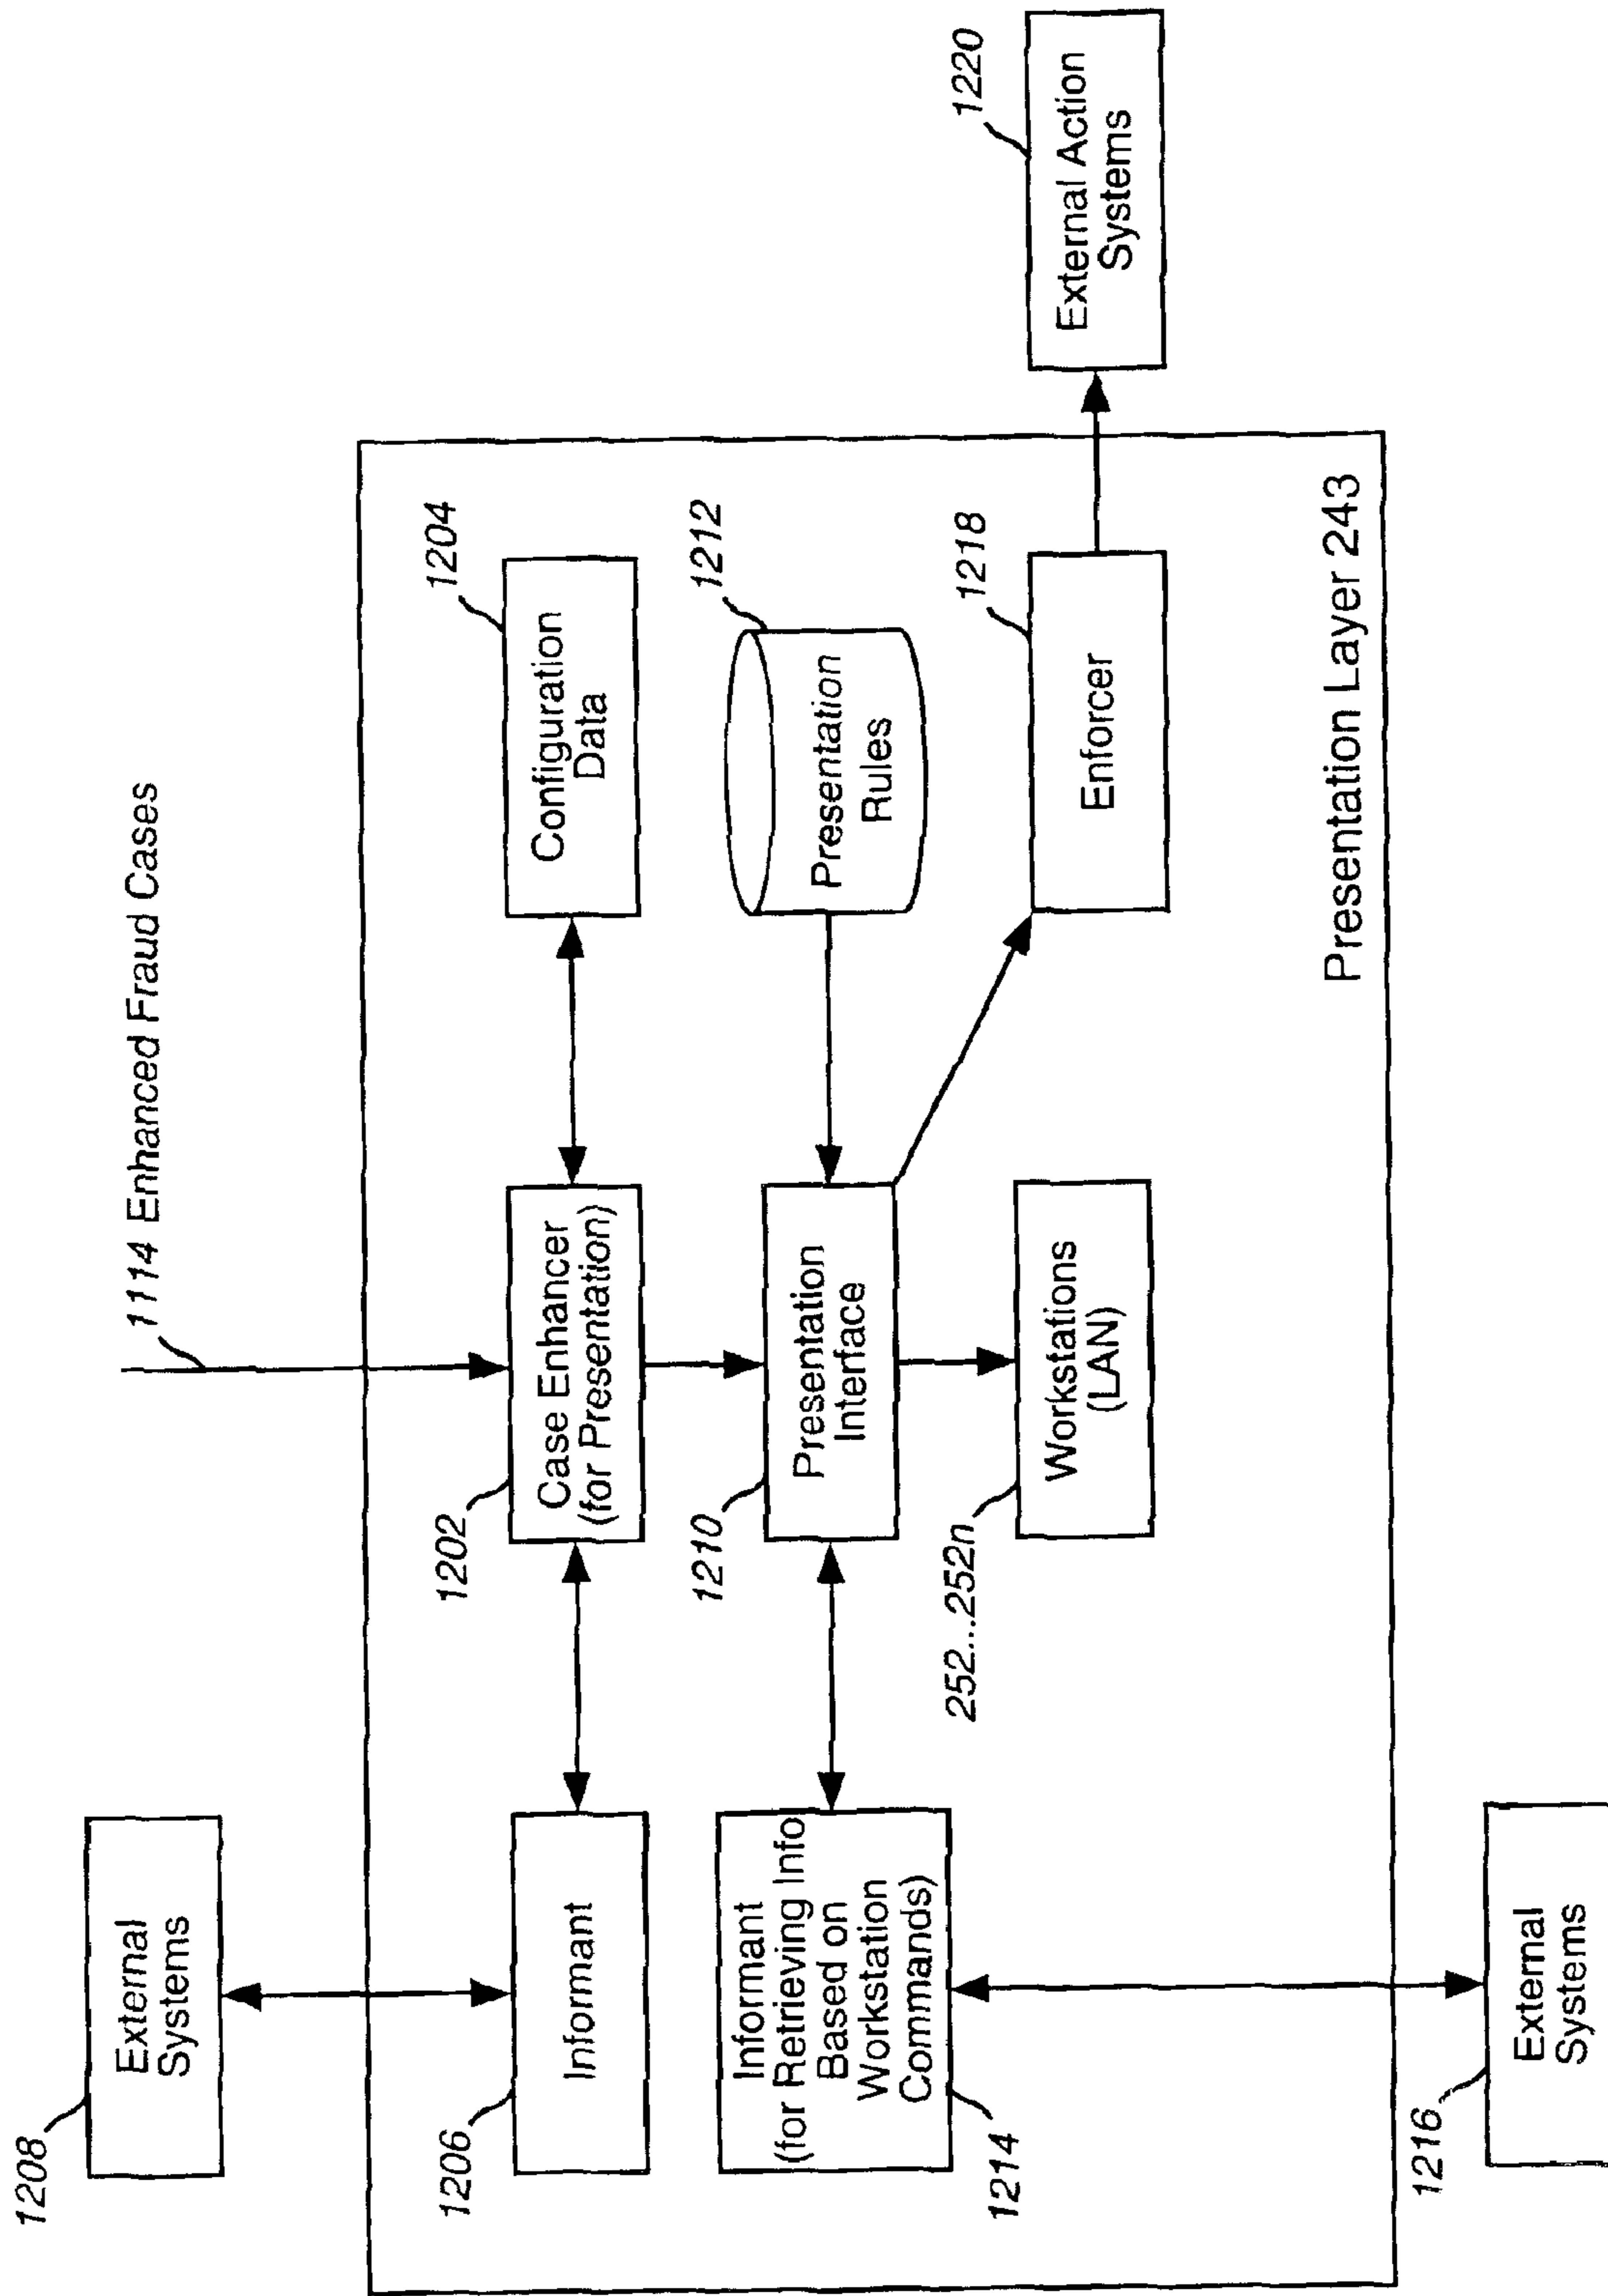 1114 Enhanced Fraud Cases
1208
External
Systems
1206
Informant
1202
Case Enhancer
(for Presentation)
1204
Configuration
Data
1214
Informant
(for Retrieving Info
Based on
Workstation
Commands)
1210
Presentation
Interface
1212
Presentation
Rules
252...252n
Workstations
(LAN)
1218
Enforcer
1220
External Action
Systems
Presentation Layer 243
1216
External
Systems